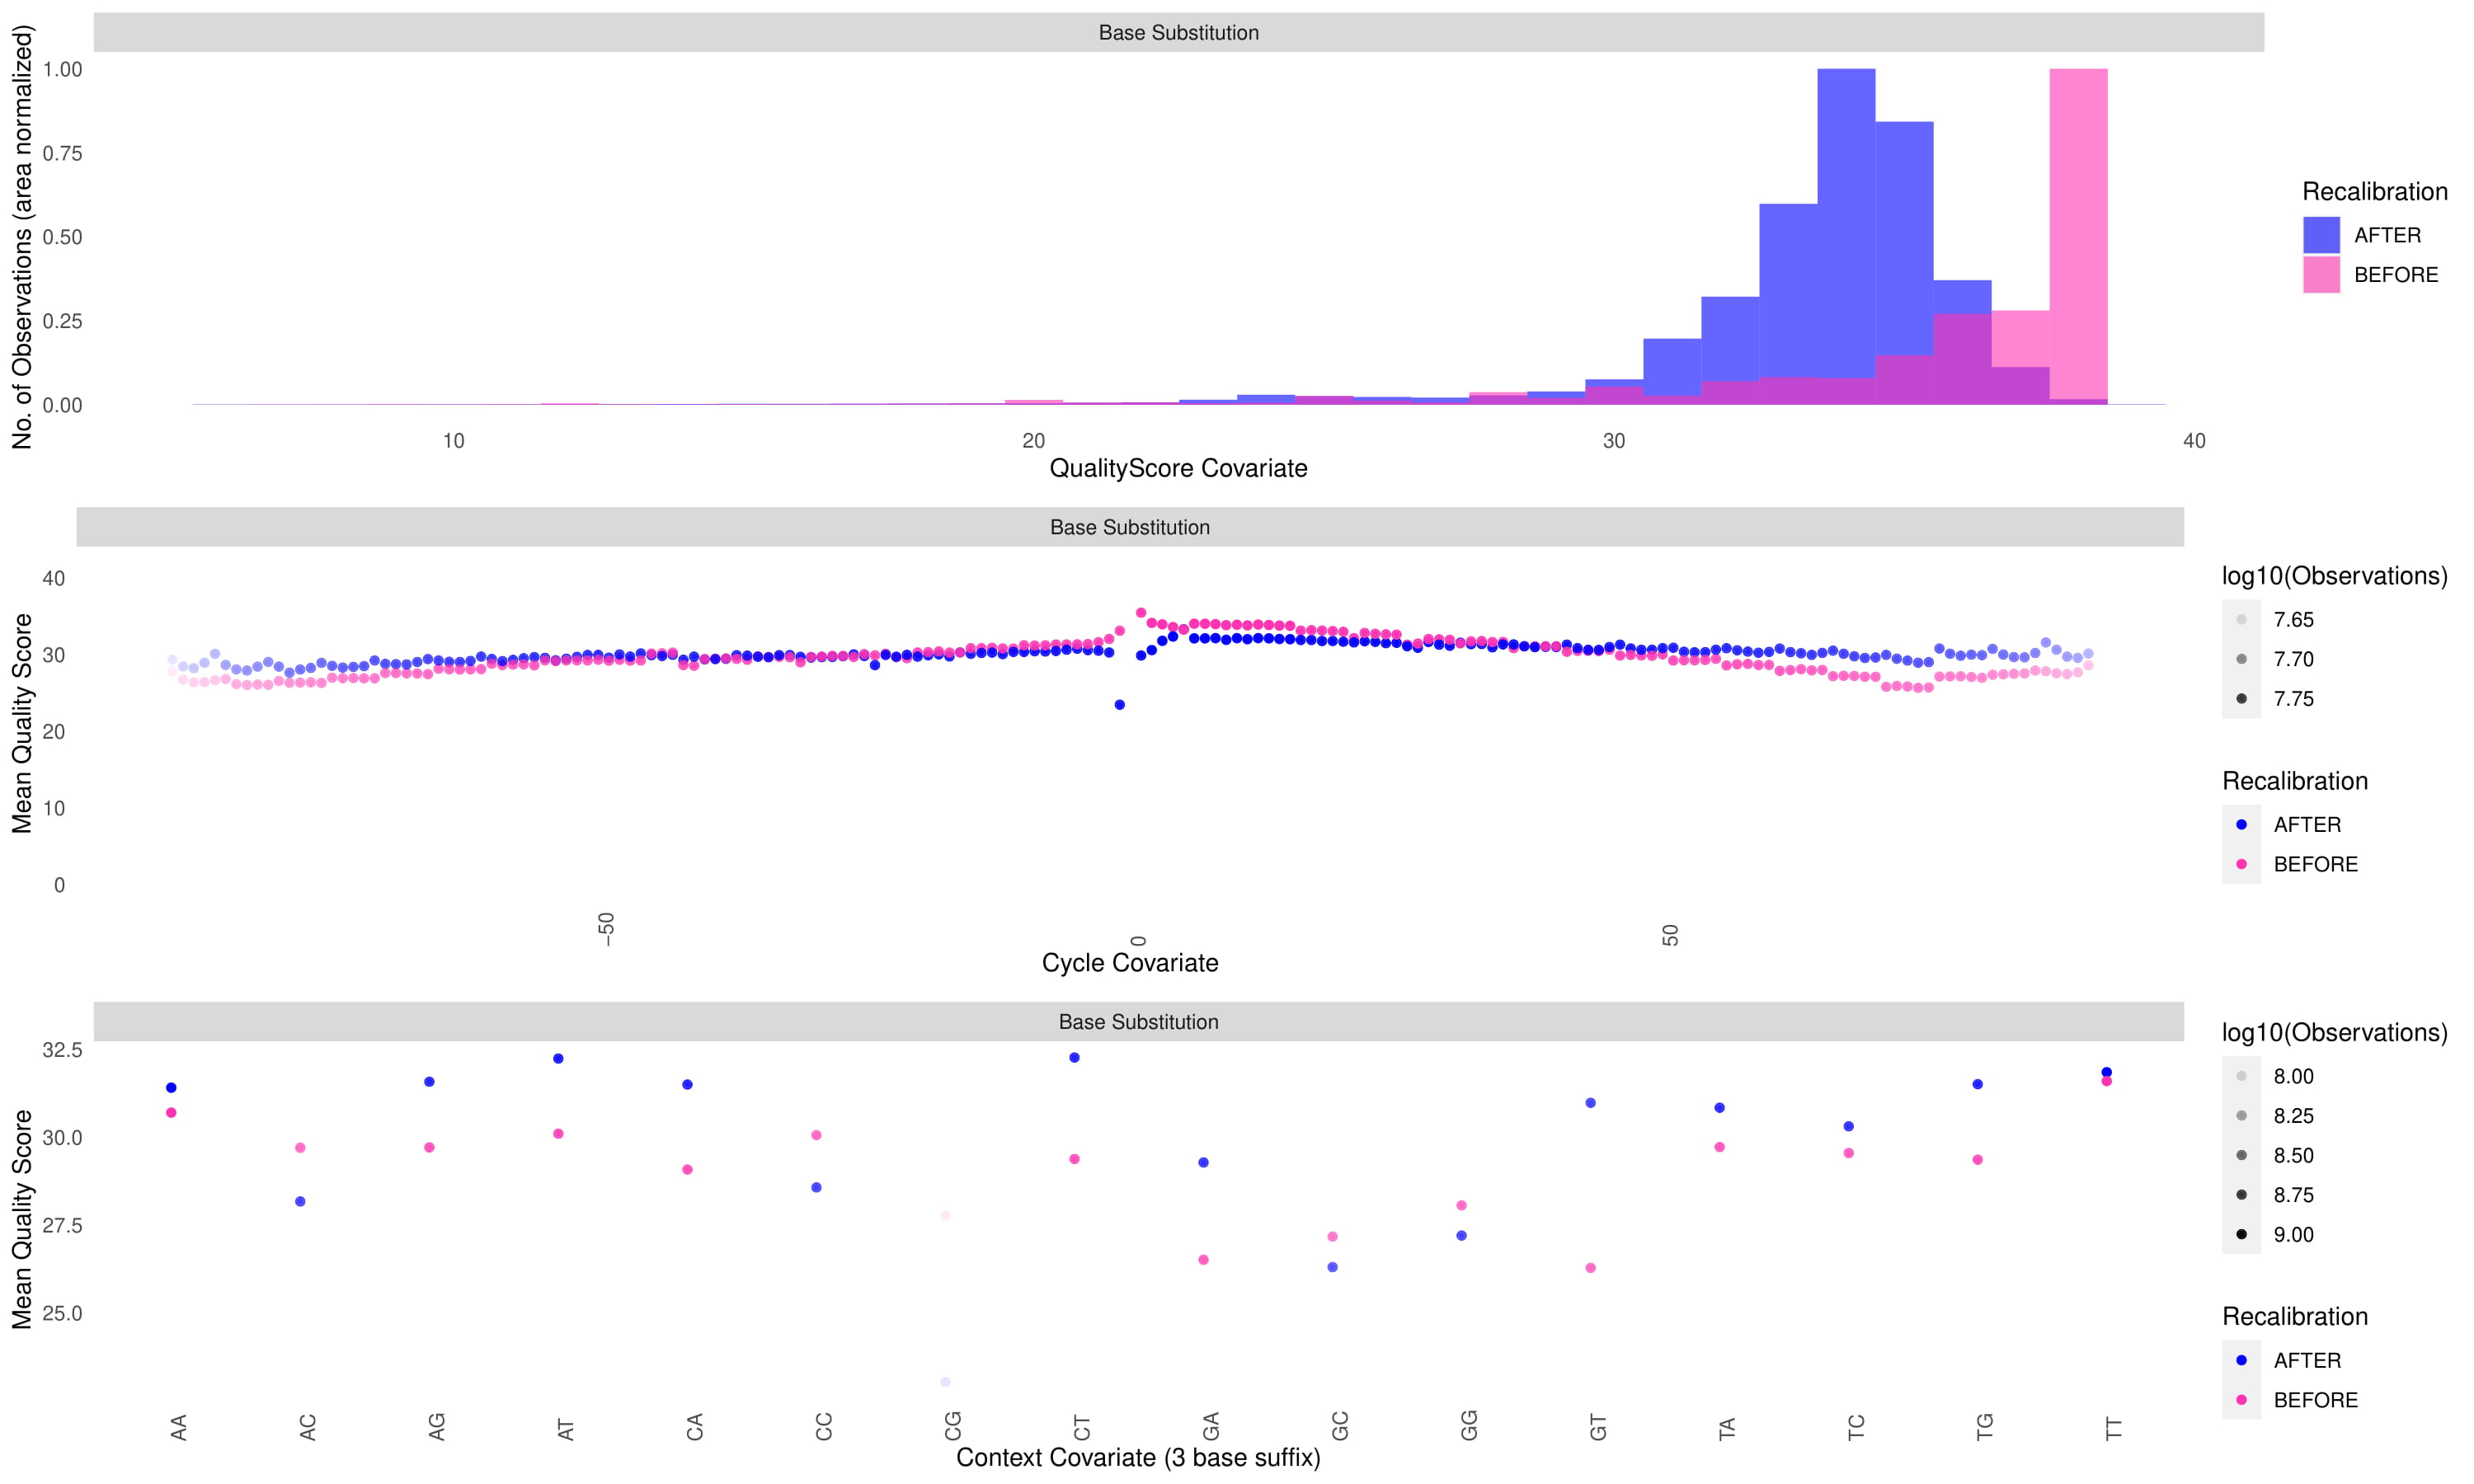 Base Substitution
No. of Observations (area normalized)
1.00
0.75
0.50
0.25
0.00
10
20
30
40
QualityScore Covariate
Recalibration
AFTER
BEFORE
Base Substitution
Mean Quality Score
40
30
20
10
0
−50
0
50
Cycle Covariate
log10(Observations)
7.65
7.70
7.75
Recalibration
AFTER
BEFORE
Base Substitution
Mean Quality Score
32.5
30.0
27.5
25.0
AA
AC
AG
AT
CA
CC
CG
CT
GA
GC
GG
GT
TA
TC
TG
TT
Context Covariate (3 base suffix)
log10(Observations)
8.00
8.25
8.50
8.75
9.00
Recalibration
AFTER
BEFORE